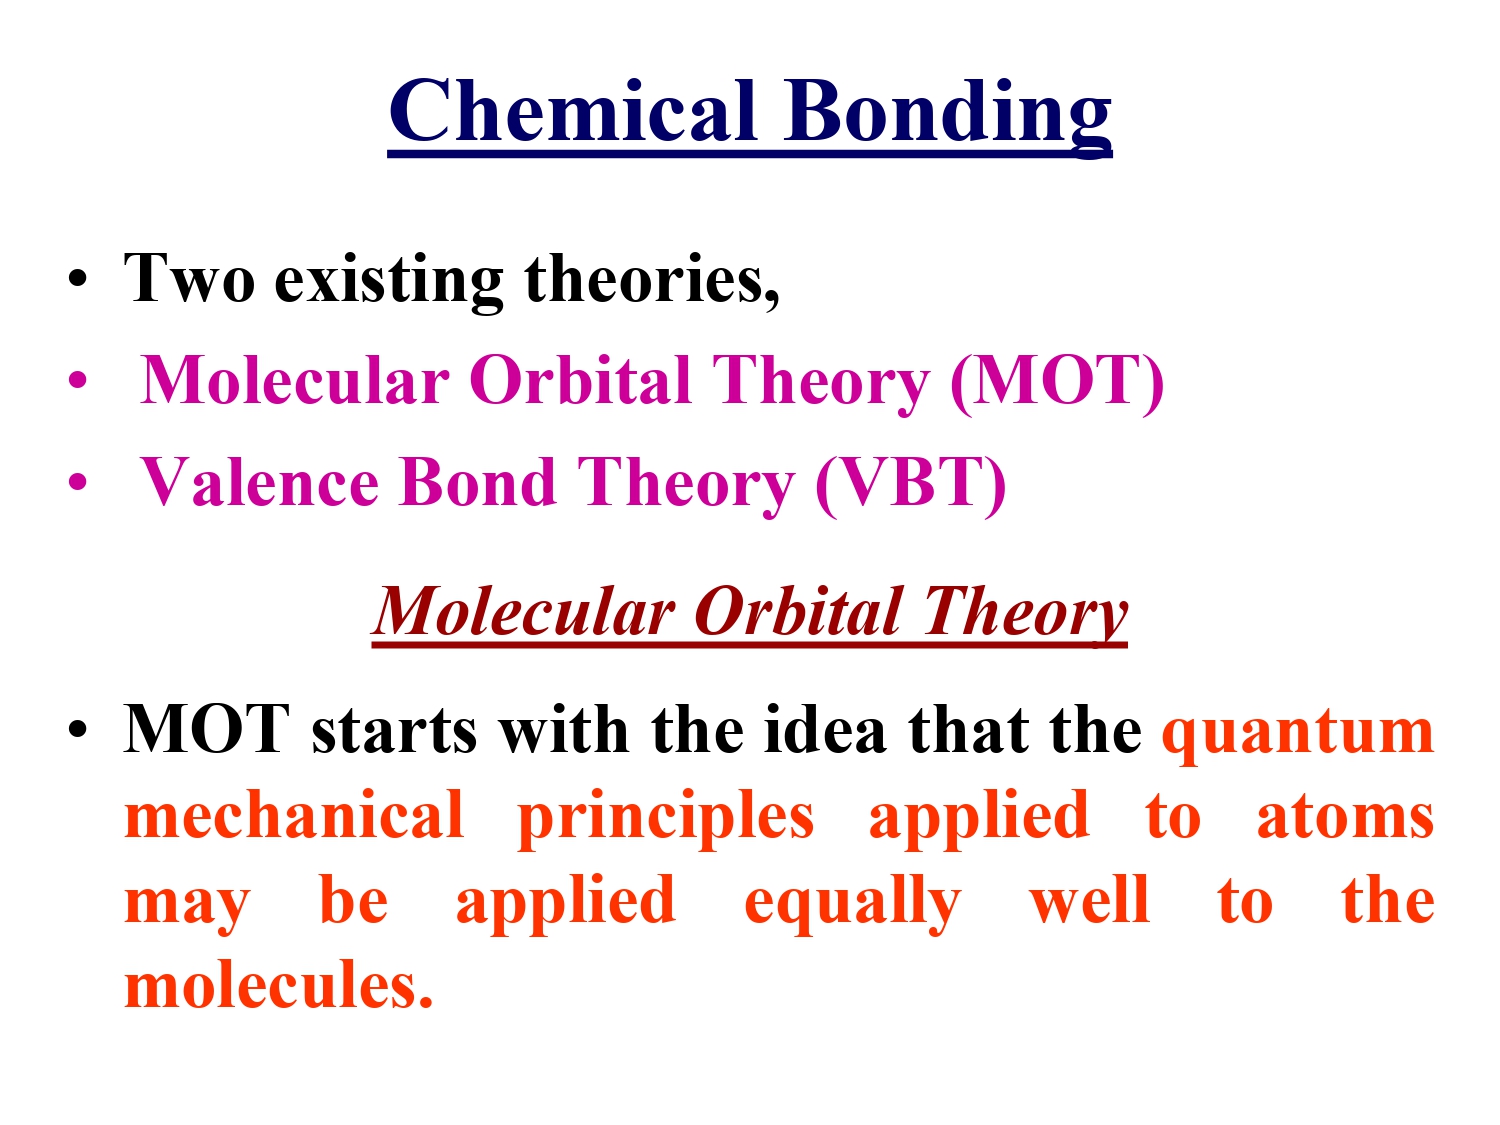 Chemical Bonding
• Two existing theories,
• Molecular Orbital Theory (MOT)
• Valence Bond Theory (VBT)
Molecular Orbital Theory
• MOT starts with the idea that the quantum
mechanical principles applied to atoms
may be applied equally well to the
molecules.